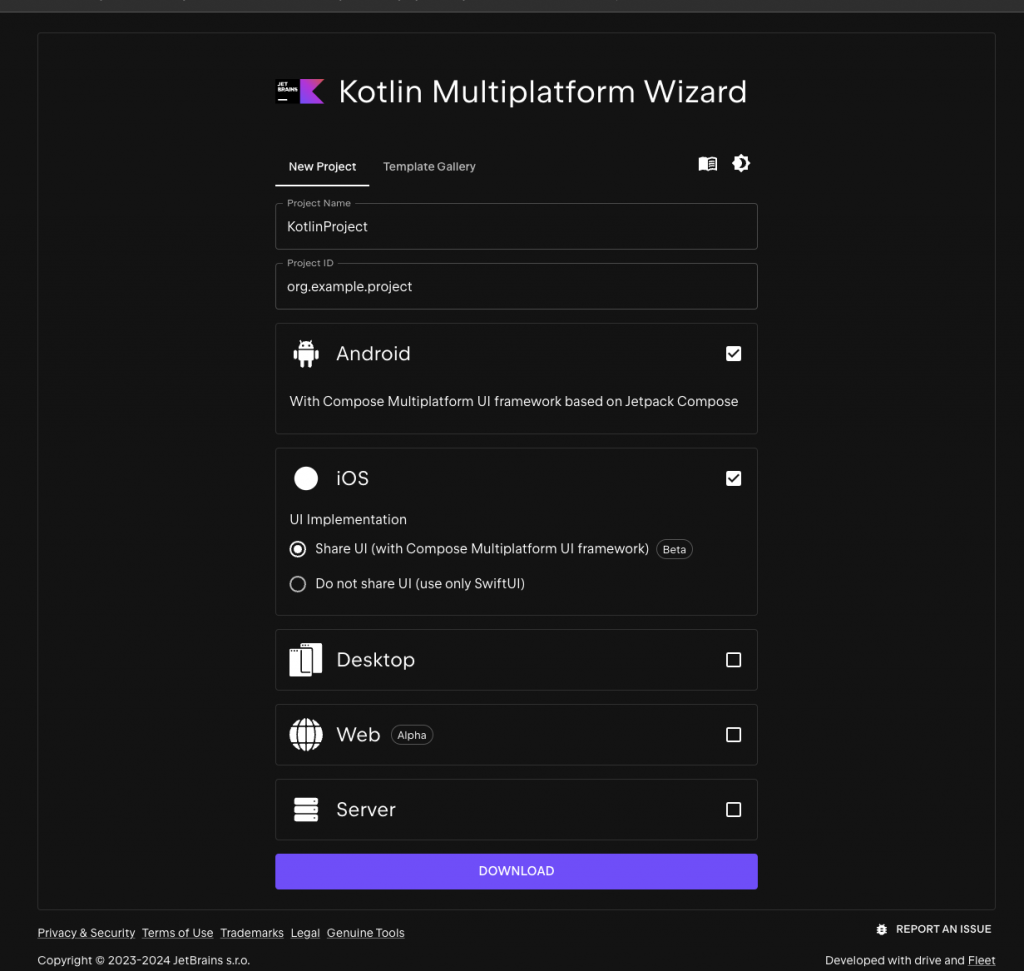 JET
BRAINS
Kotlin Multiplatform Wizard
New Project Template Gallery
Project Name
KotlinProject
Project ID
org.example.project
Android
With Compose Multiplatform UI framework based on Jetpack Compose
iOS
UI Implementation
Share UI (with Compose Multiplatform UI framework) Beta
Do not share UI (use only SwiftUI)
Desktop
Web Alpha
Server
DOWNLOAD
Privacy & Security Terms of Use Trademarks Legal Genuine Tools
REPORT AN ISSUE
Copyright © 2023-2024 JetBrains s.r.o.
Developed with drive and Fleet